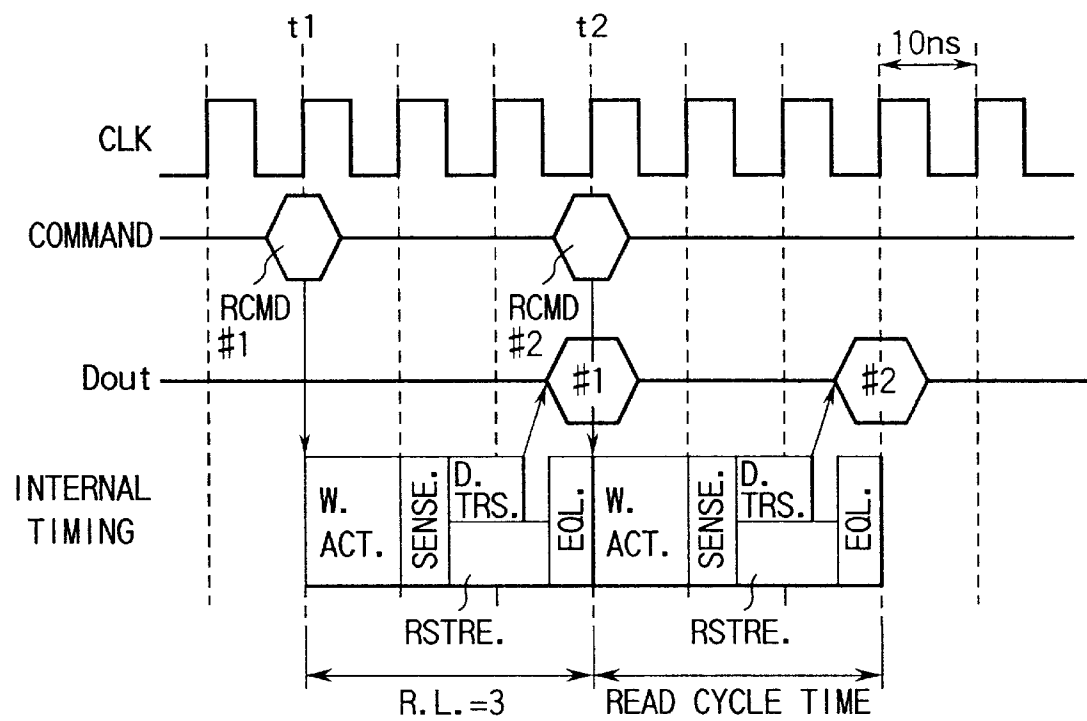 t1
t2
10ns
CLK
COMMAND
RCMD
#1
RCMD
#2
Dout
#1
#2
INTERNAL
TIMING
W.
ACT.
SENSE.
D.
TRS.
EQL.
W.
ACT.
SENSE.
D.
TRS.
EQL.
RSTRE.
RSTRE.
R.L.=3
READ CYCLE TIME